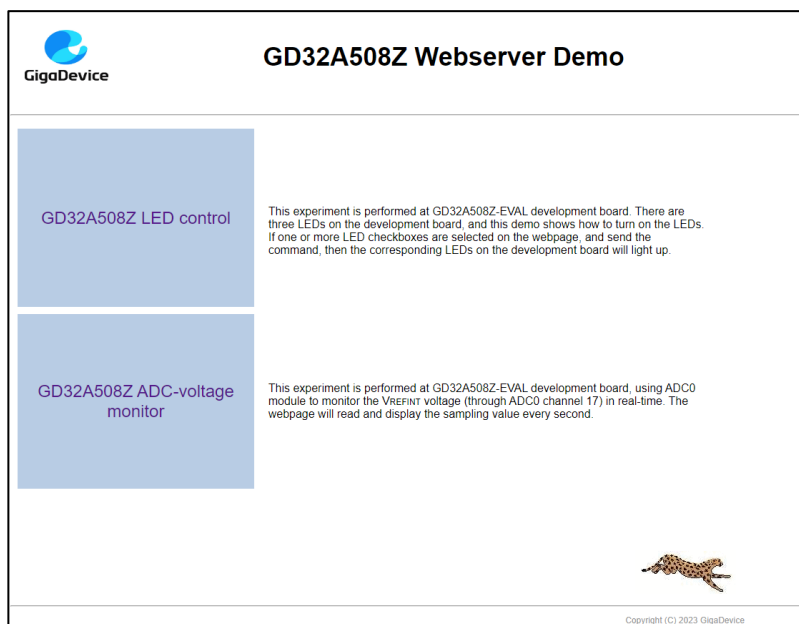 GigaDevice
GD32A508Z Webserver Demo
GD32A508Z LED control
This experiment is performed at GD32A508Z-EVAL development board. There are
three LEDs on the development board, and this demo shows how to turn on the LEDs.
If one or more LED checkboxes are selected on the webpage, and send the
command, then the corresponding LEDs on the development board will light up.
GD32A508Z ADC-voltage
monitor
This experiment is performed at GD32A508Z-EVAL development board, using ADC0
module to monitor the VREFINT voltage (through ADC0 channel 17) in real-time. The
webpage will read and display the sampling value every second.
Copyright (C) 2023 GigaDevice